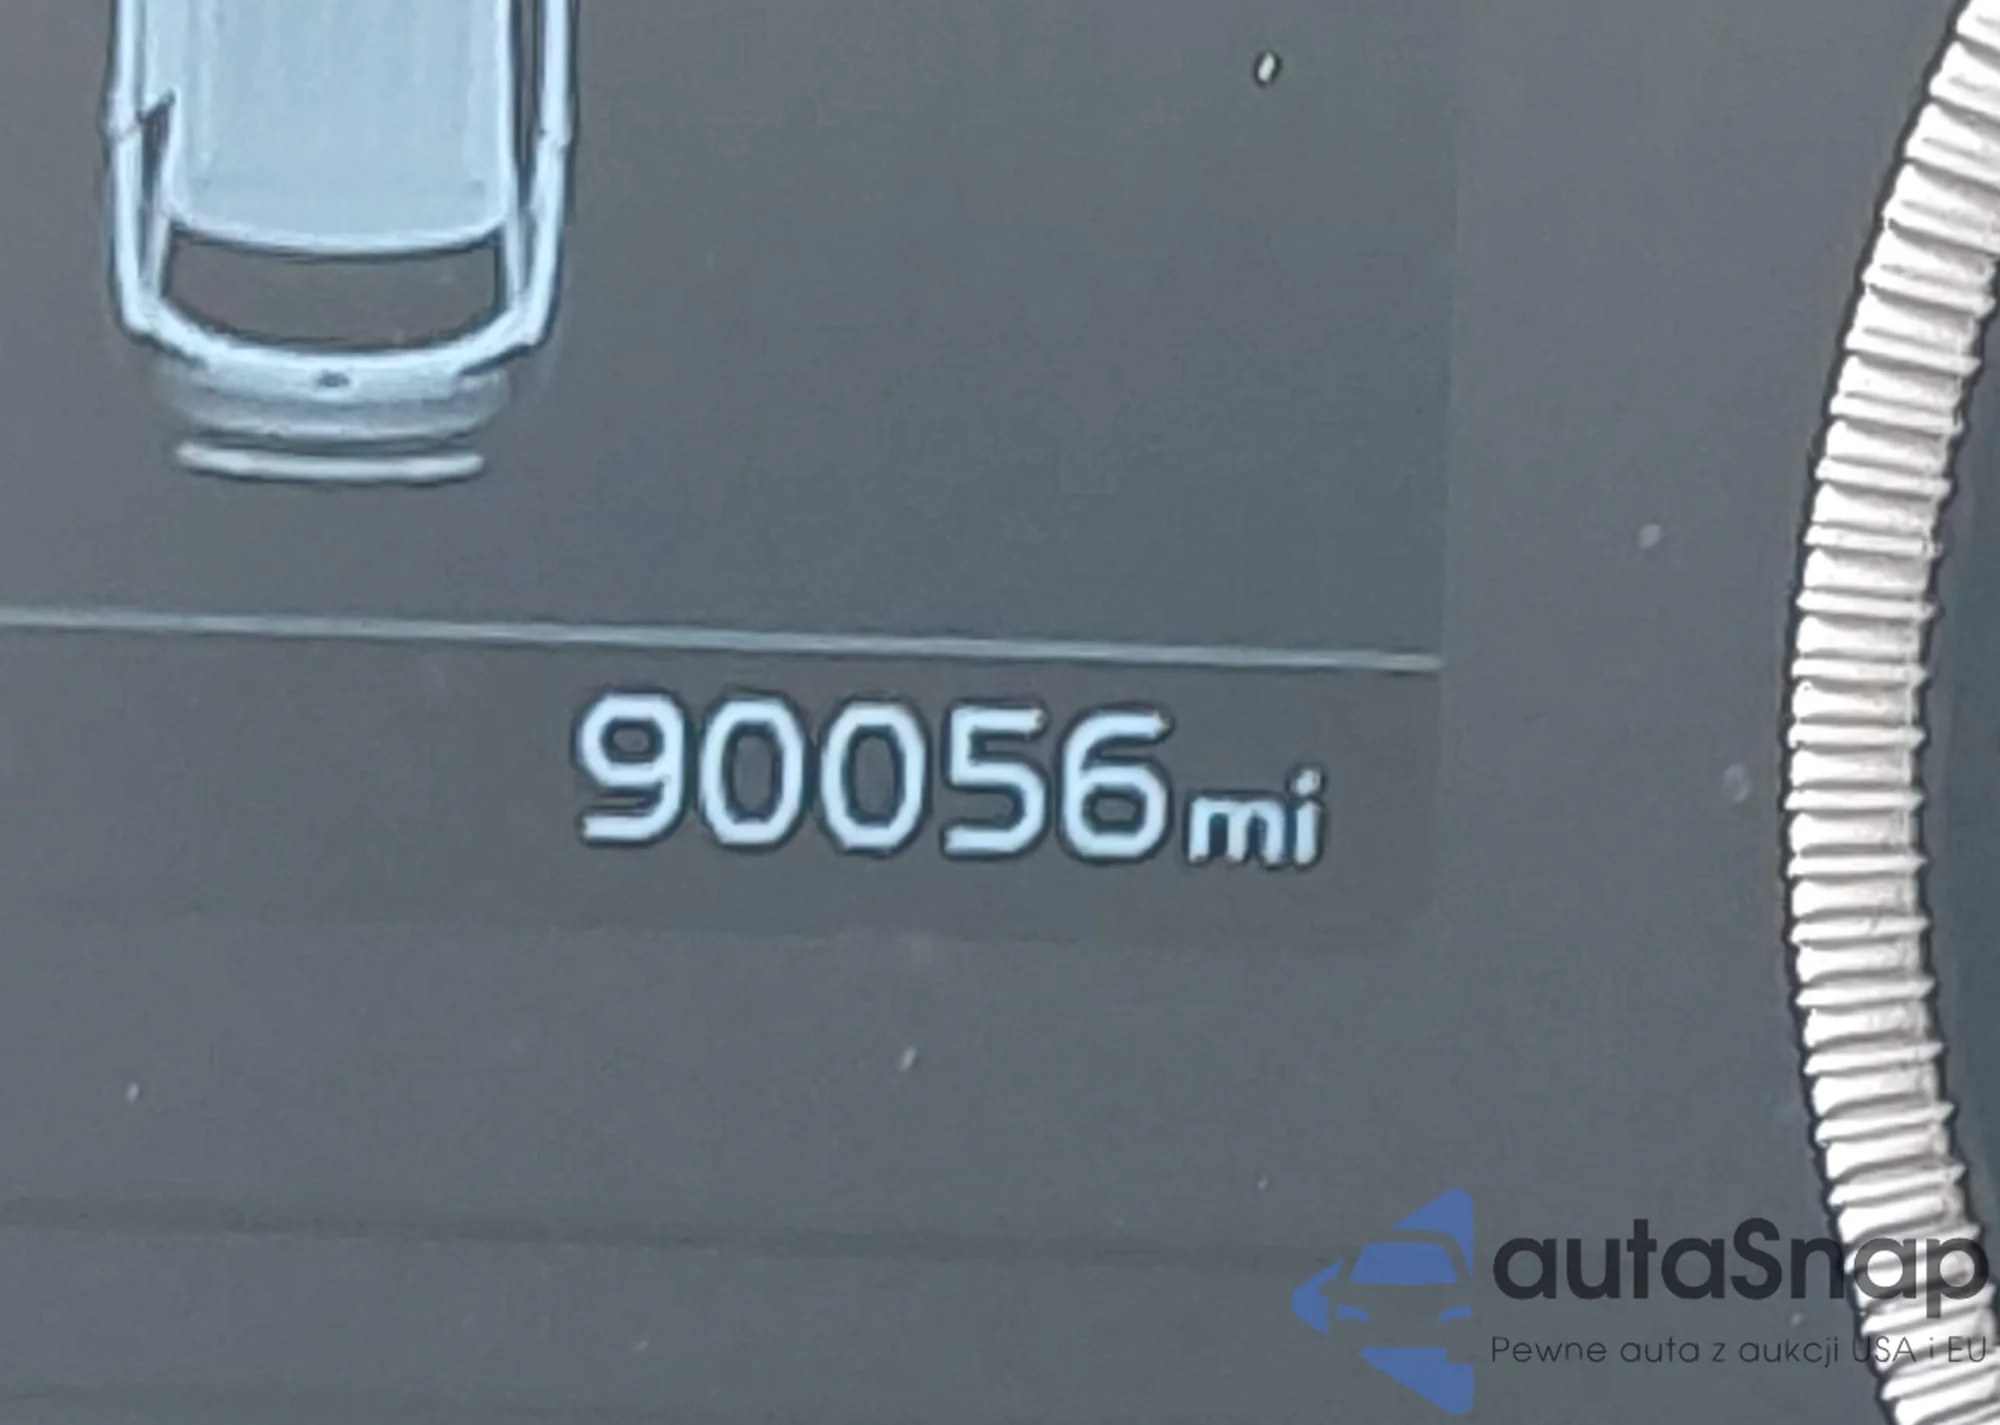 90056mi
autaSnap
Pewne auta z aukcji USA i EU